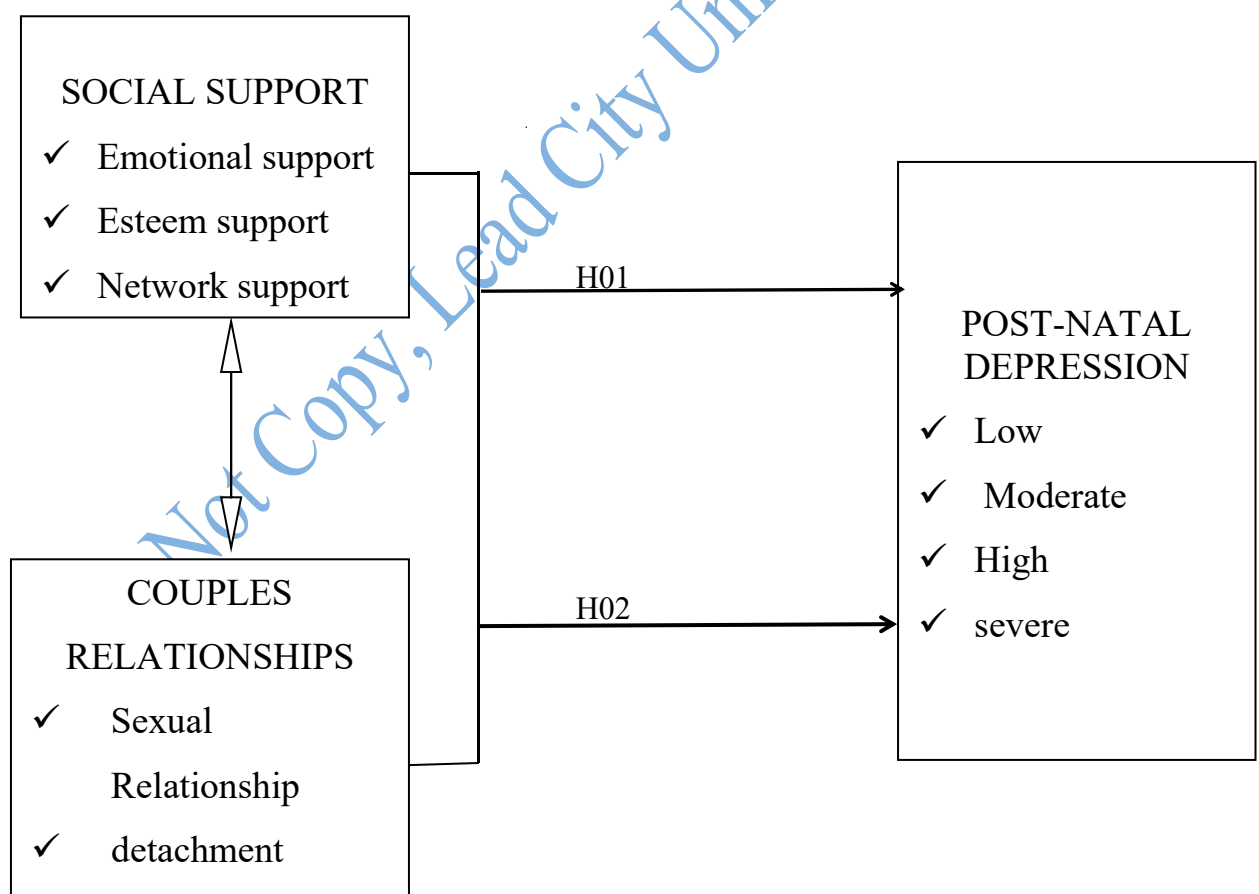 SOCIAL SUPPORT
✓ Emotional support
✓ Esteem support
✓ Network support
H01
POST-NATAL
DEPRESSION
✓ Low
✓ Moderate
✓ High
✓ severe
H02
COUPLES
RELATIONSHIPS
✓ Sexual
Relationship
✓ detachment
Not Copy, Lead City